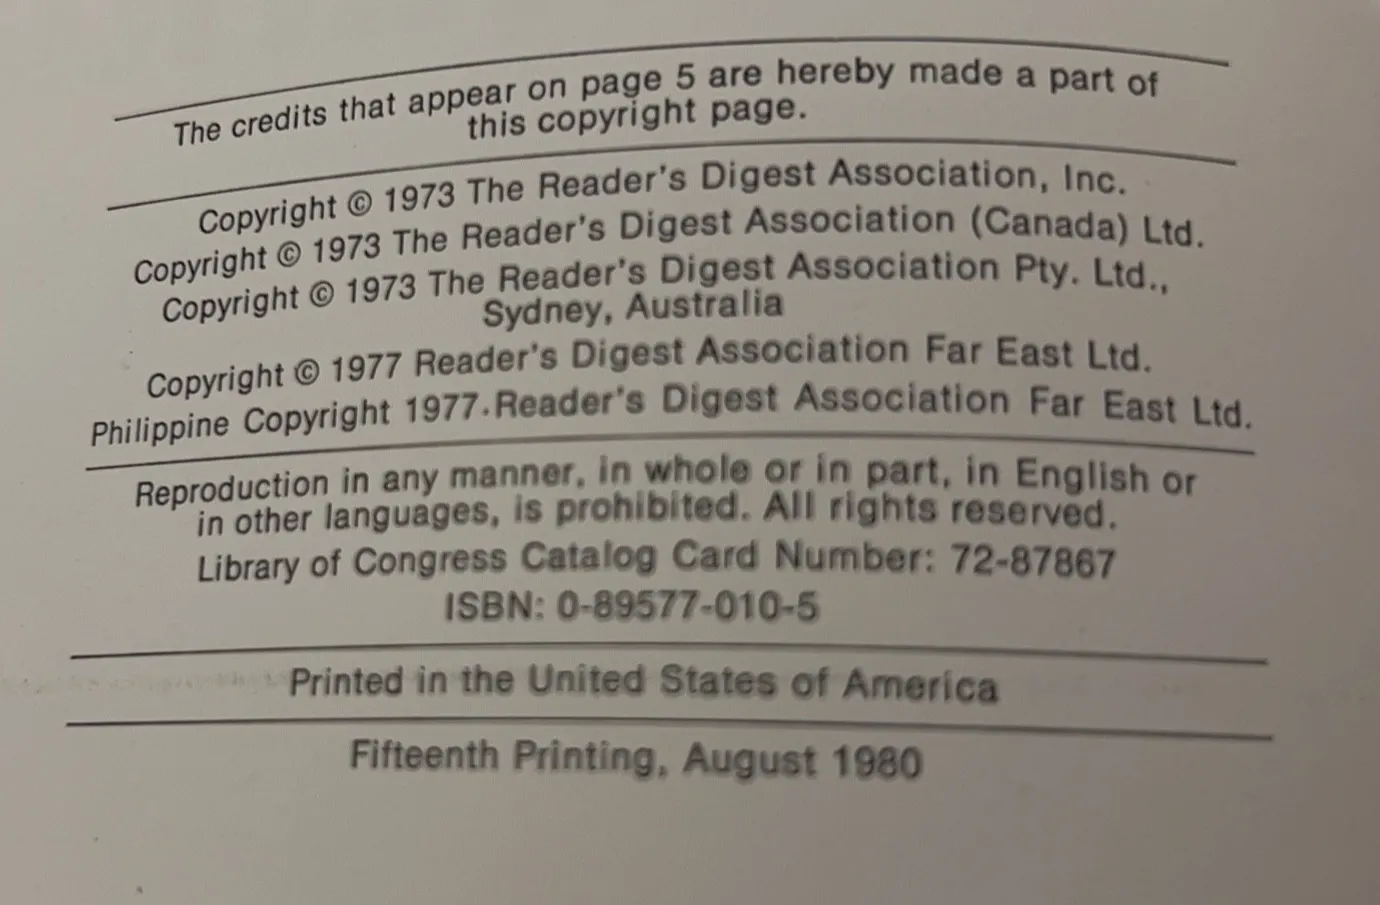 The credits that appear on page 5 are hereby made a part of
this copyright page.
Copyright © 1973 The Reader's Digest Association, Inc.
Copyright © 1973 The Reader's Digest Association (Canada) Ltd.
Copyright © 1973 The Reader's Digest Association Pty. Ltd.,
Sydney, Australia
Copyright © 1977 Reader's Digest Association Far East Ltd.
Philippine Copyright 1977 Reader's Digest Association Far East Ltd.
Reproduction in any manner, in whole or in part, in English or
in other languages, is prohibited. All rights reserved.
Library of Congress Catalog Card Number: 72-87867
ISBN: 0-89577-010-5
Printed in the United States of America
Fifteenth Printing, August 1980